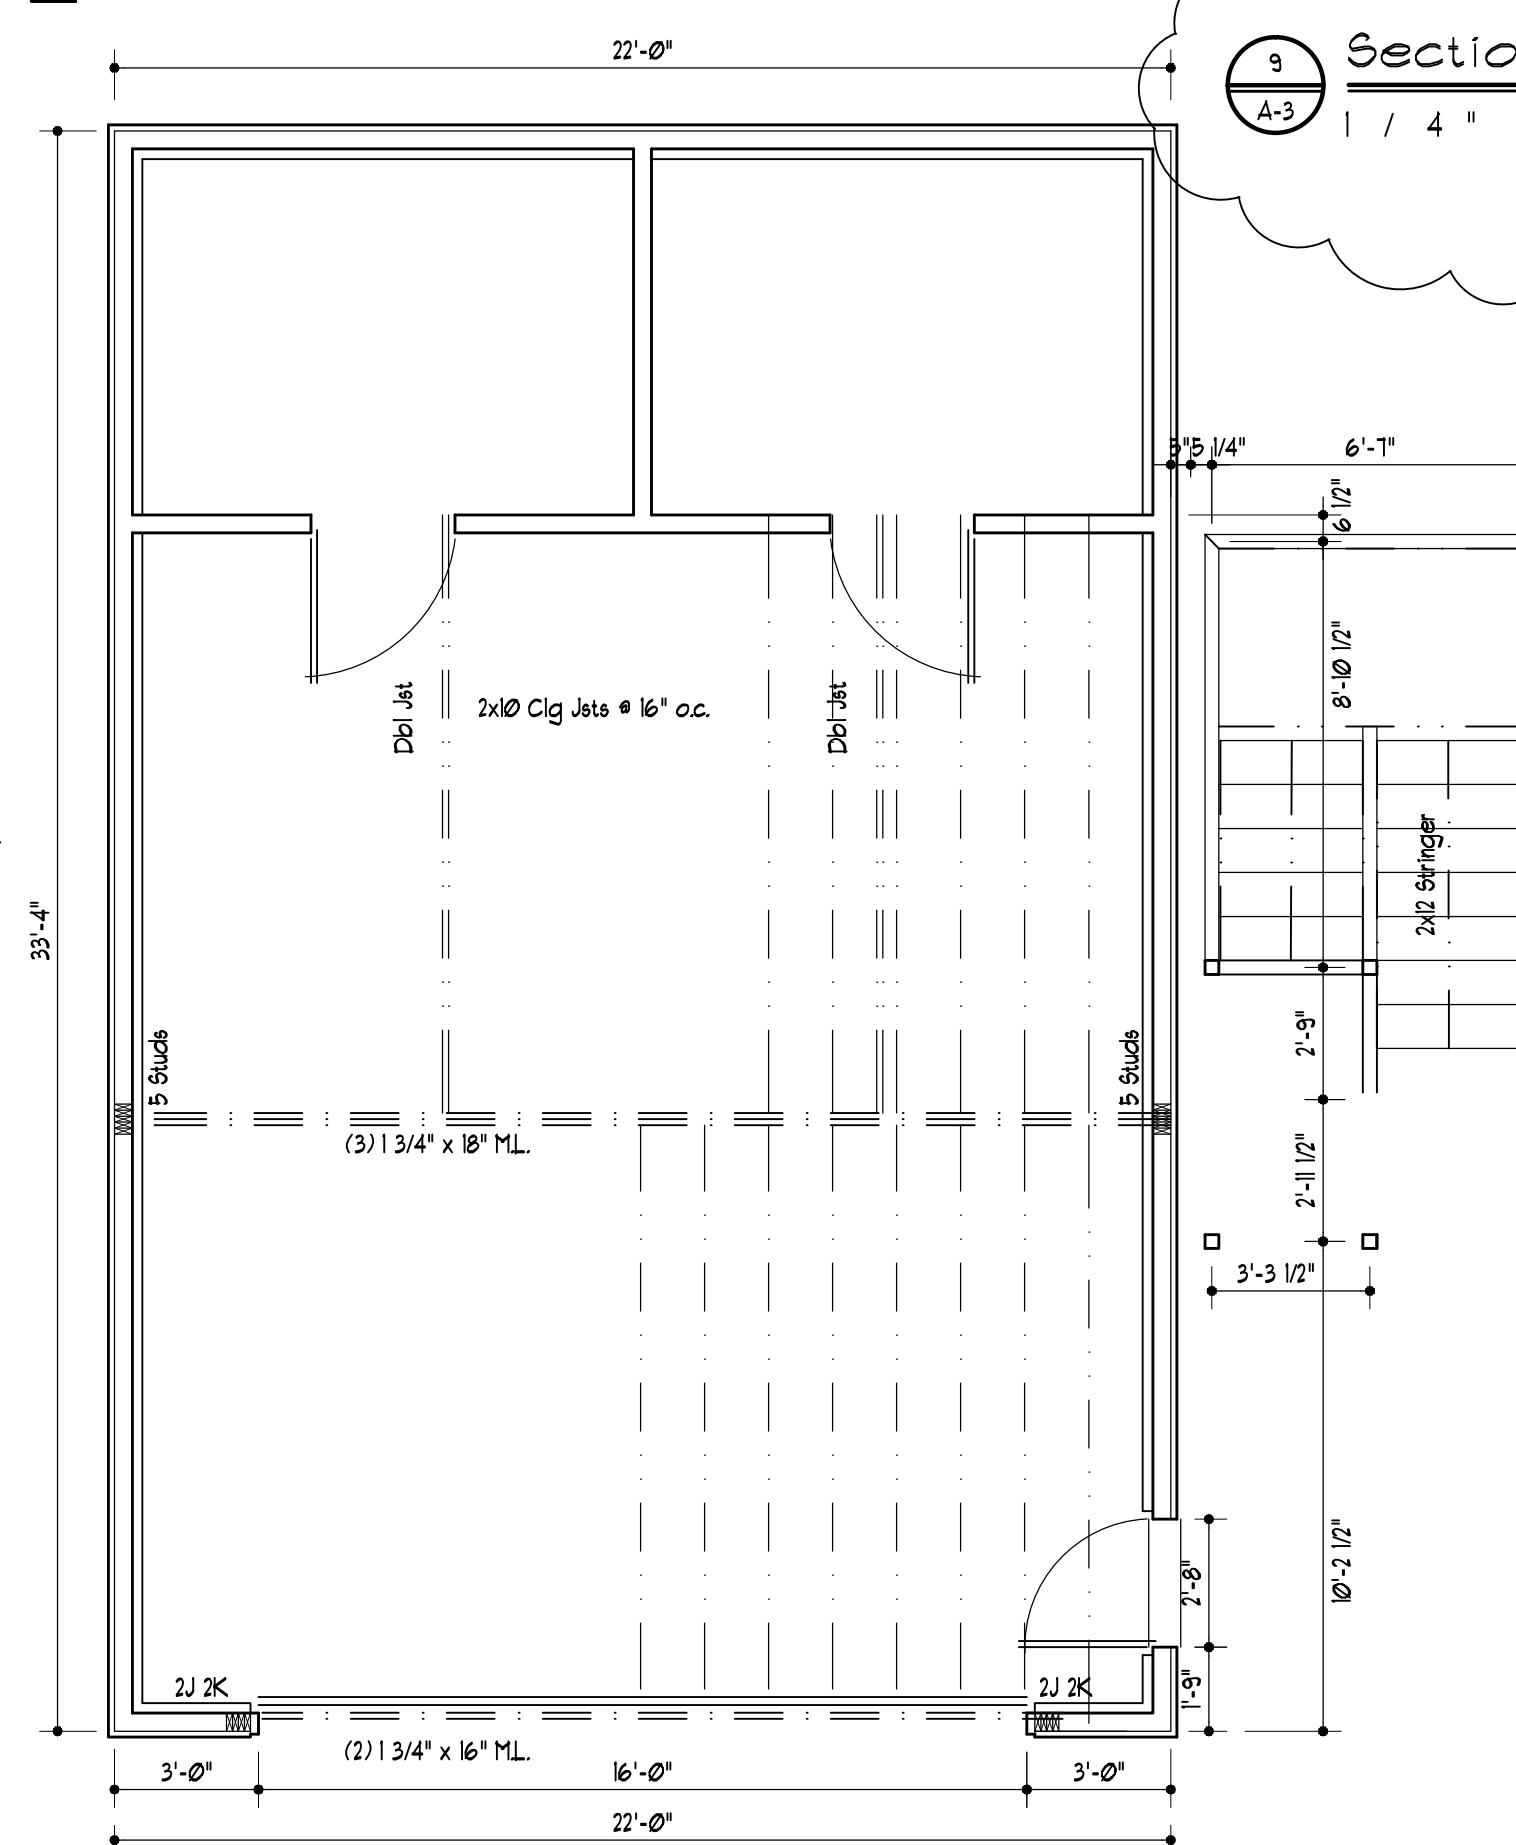 22'-0"
9
A-3
Sectio
1 / 4 "
5 1/4"
6'-7"
6 1/2"
8'-10 1/2"
Dbl Jst
2x10 Clg Jsts @ 16" o.c.
Dbl Jst
2x12 Stringer
33'-4"
5 Studs
5 Studs
2'-9"
(3) 1 3/4" x 18" M.L.
2'-11 1/2"
3'-3 1/2"
10'-2 1/2"
2'-8"
2J 2K
2J 2K
1'-9"
(2) 1 3/4" x 16" M.L.
3'-0"
16'-0"
3'-0"
22'-0"